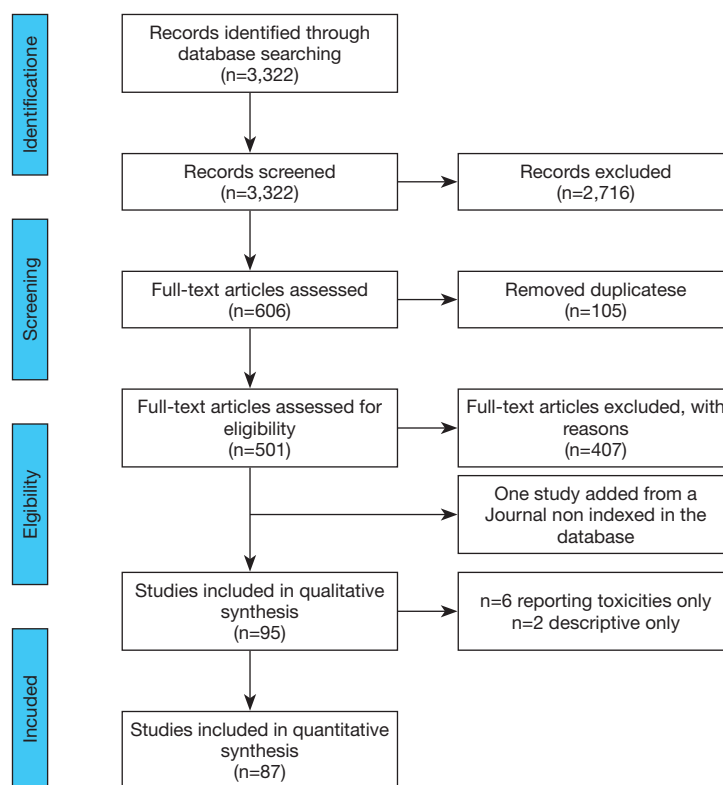 Identificatione
Records identified through
database searching
(n=3,322)
Records screened
(n=3,322)
Records excluded
(n=2,716)
Screening
Full-text articles assessed
(n=606)
Removed duplicatese
(n=105)
Full-text articles assessed for
eligibility
(n=501)
Full-text articles excluded, with
reasons
(n=407)
Elgibility
One study added from a
Journal non indexed in the
database
Studies included in qualitative
synthesis
(n=95)
n=6 reporting toxicities only
n=2 descriptive only
Incuded
Studies included in quantitative
synthesis
(n=87)